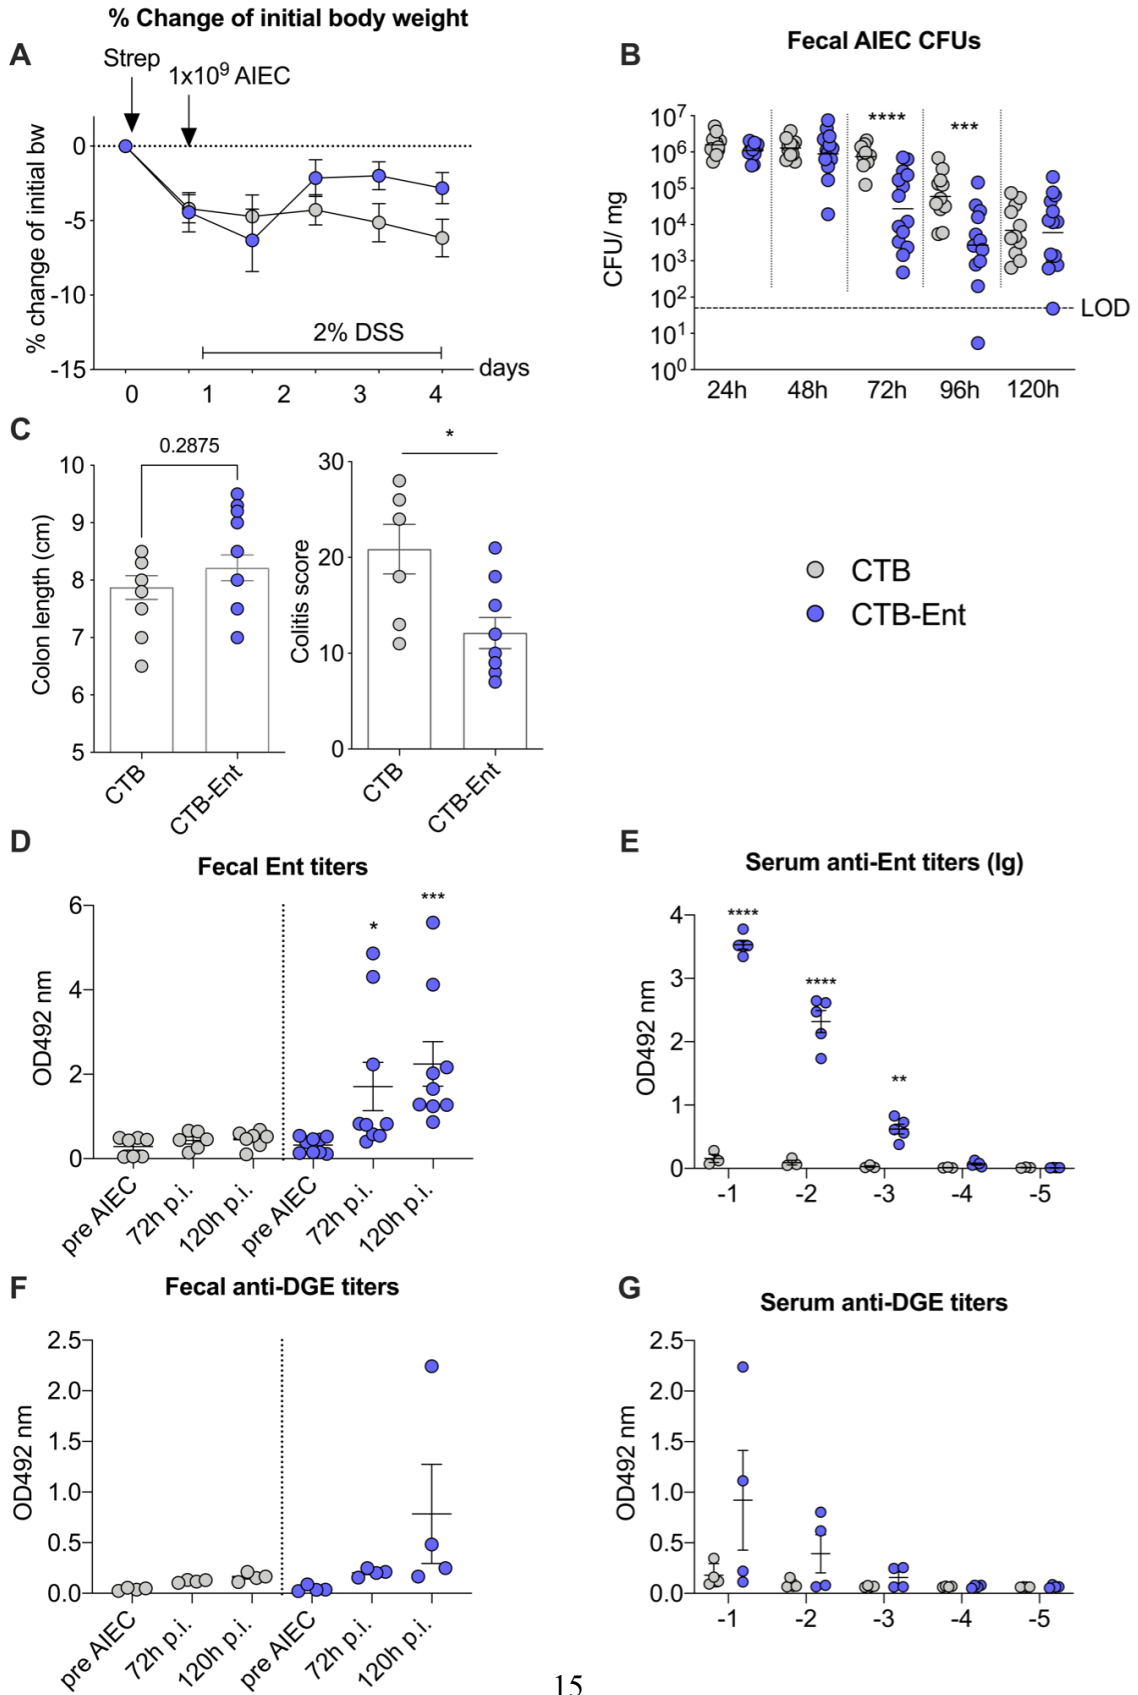 % Change of initial body weight
A
Strep
1x10⁹ AIEC
% change of initial bw
0
-5
-10
-15
2% DSS
days
0 1 2 3 4
B
Fecal AIEC CFUs
CFU/ mg
10⁷
10⁶
10⁵
10⁴
10³
10²
10¹
10⁰
****
***
LOD
24h 48h 72h 96h 120h
C
0.2875
Colon length (cm)
10
9
8
7
6
5
CTB
CTB-Ent
*
Colitis score
30
20
10
0
CTB
CTB-Ent
CTB
CTB-Ent
D
Fecal Ent titers
OD492 nm
6
4
2
0
*
***
pre AIEC
72h p.i.
120h p.i.
pre AIEC
72h p.i.
120h p.i.
E
Serum anti-Ent titers (Ig)
OD492 nm
4
3
2
1
0
****
****
**
-1 -2 -3 -4 -5
F
Fecal anti-DGE titers
OD492 nm
2.5
2.0
1.5
1.0
0.5
0.0
pre AIEC
72h p.i.
120h p.i.
pre AIEC
72h p.i.
120h p.i.
G
Serum anti-DGE titers
OD492 nm
2.5
2.0
1.5
1.0
0.5
0.0
-1 -2 -3 -4 -5
15